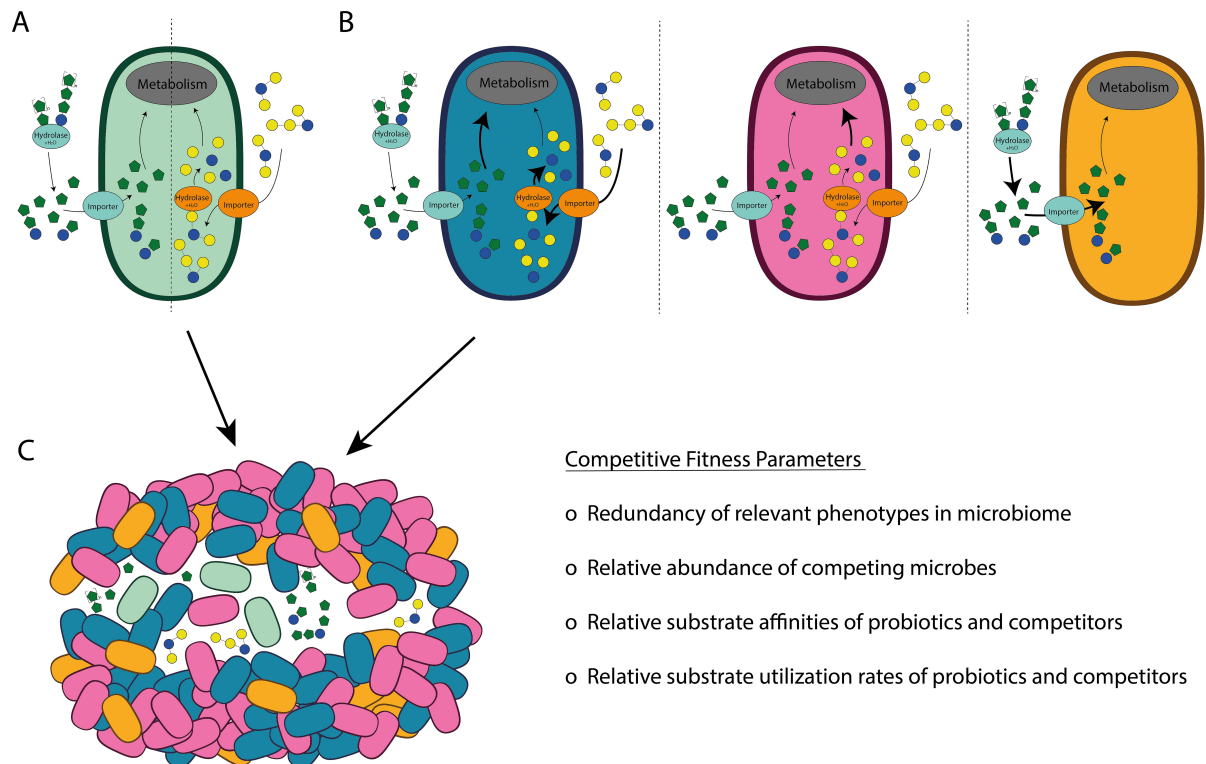 A
B
Metabolism
Hydrolase
+H₂O
Importer
Hydrolase
+H₂O
Importer
Metabolism
Hydrolase
+H₂O
Importer
Hydrolase
+H₂O
Importer
Metabolism
Importer
Hydrolase
+H₂O
Importer
Metabolism
Hydrolase
+H₂O
Importer
C
Competitive Fitness Parameters
o Redundancy of relevant phenotypes in microbiome
o Relative abundance of competing microbes
o Relative substrate affinities of probiotics and competitors
o Relative substrate utilization rates of probiotics and competitors